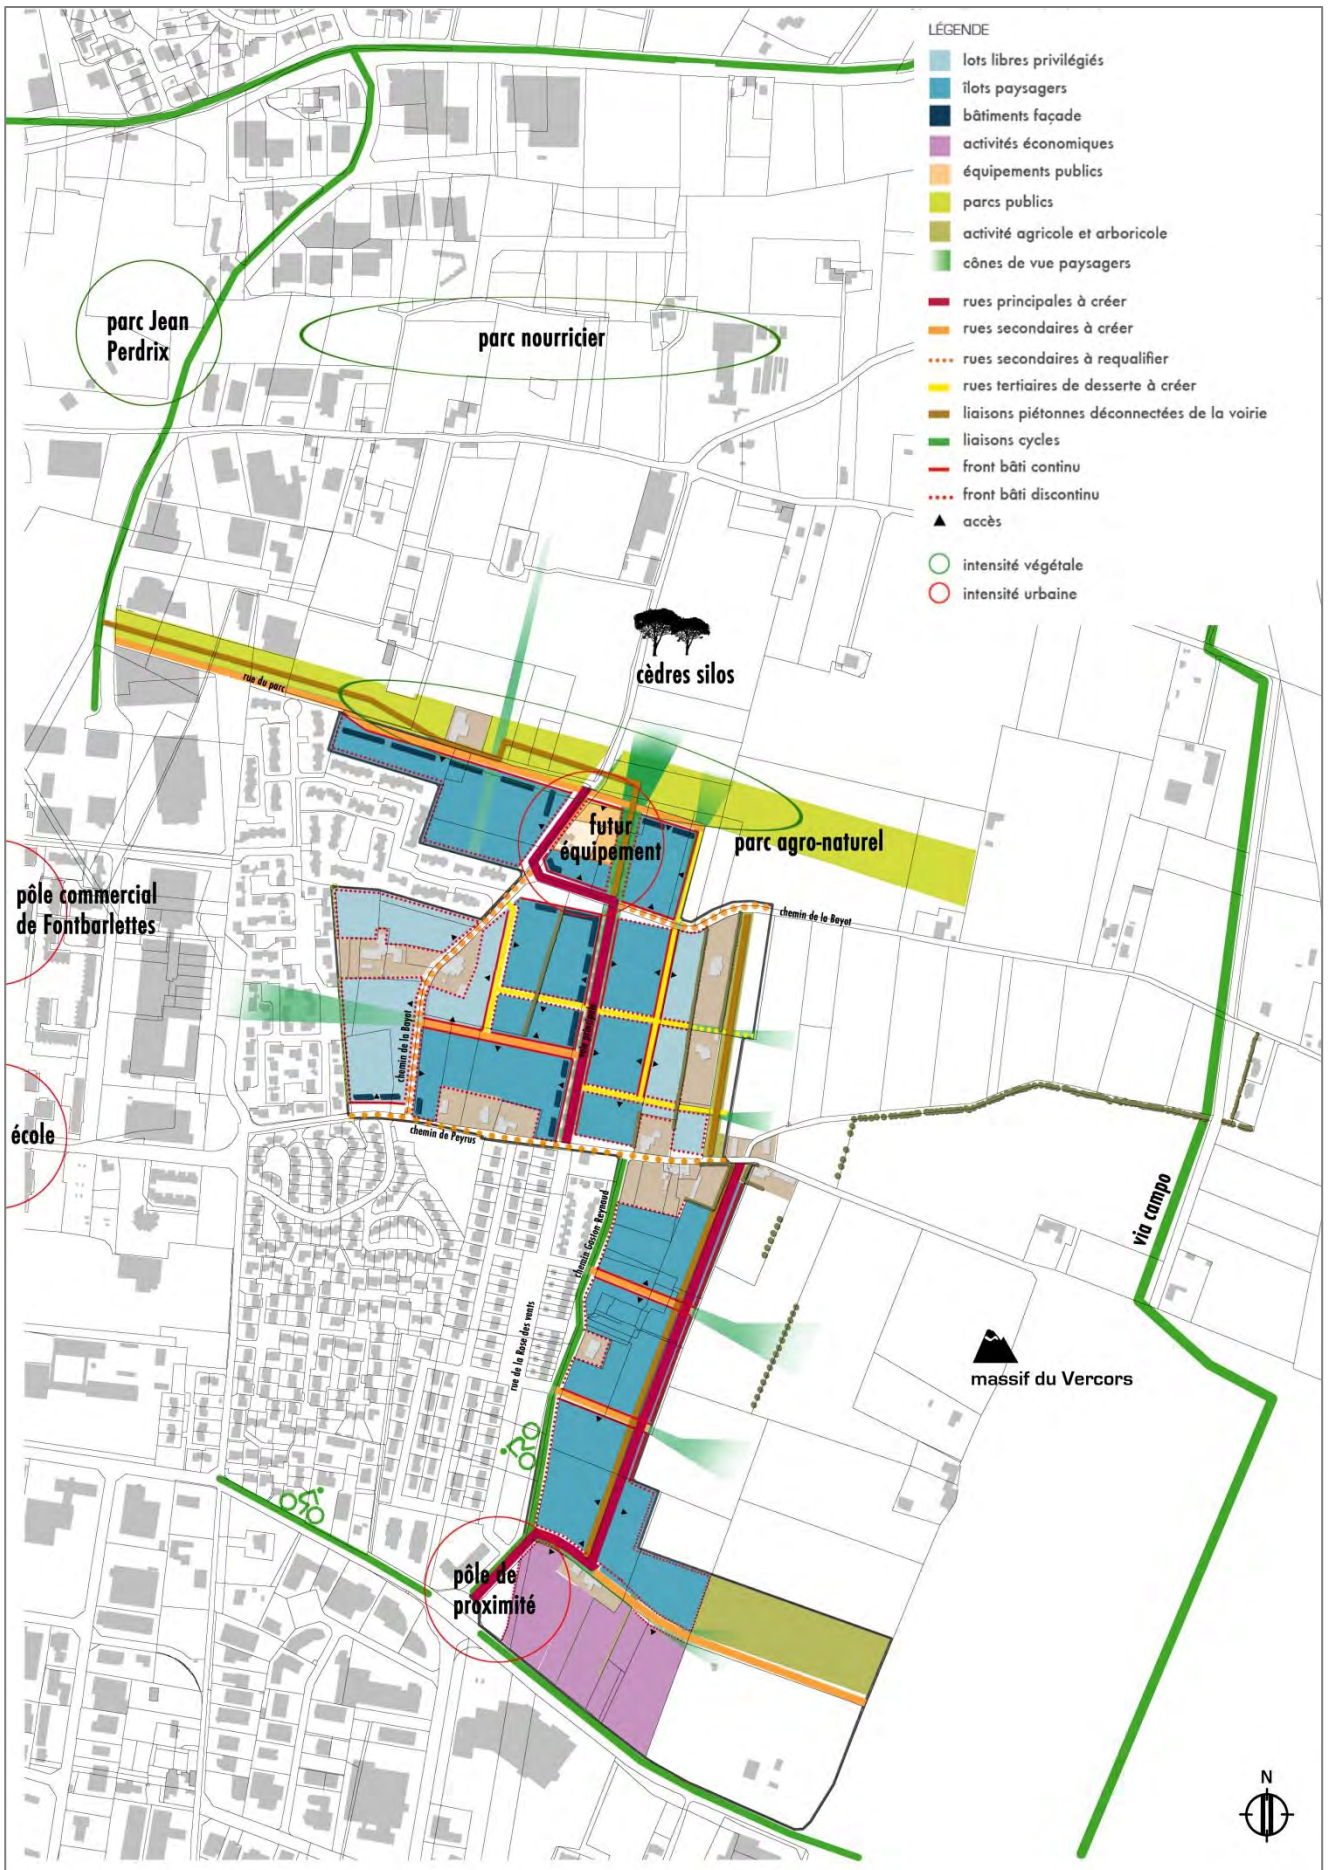 LÉGENDE
lots libres privilégiés
îlots paysagers
bâtiments façade
activités économiques
équipements publics
parcs publics
activité agricole et arboricole
cônes de vue paysagers
rues principales à créer
rues secondaires à créer
rues secondaires à requalifier
rues tertiaires de desserte à créer
liaisons piétonnes déconnectées de la voirie
liaisons cycles
front bâti continu
front bâti discontinu
accès
intensité végétale
intensité urbaine
parc Jean
Perdrix
parc nourricier
cèdres silos
rue du parc
futur
équipement
parc agro-naturel
pôle commercial
de Fontbarlettes
chemin de la Bayot
chemin de la Bayot
école
chemin de Peyrus
chemin Gaston Reynaud
via campo
rue de la Rose des vents
massif du Vercors
pôle de
proximité
N